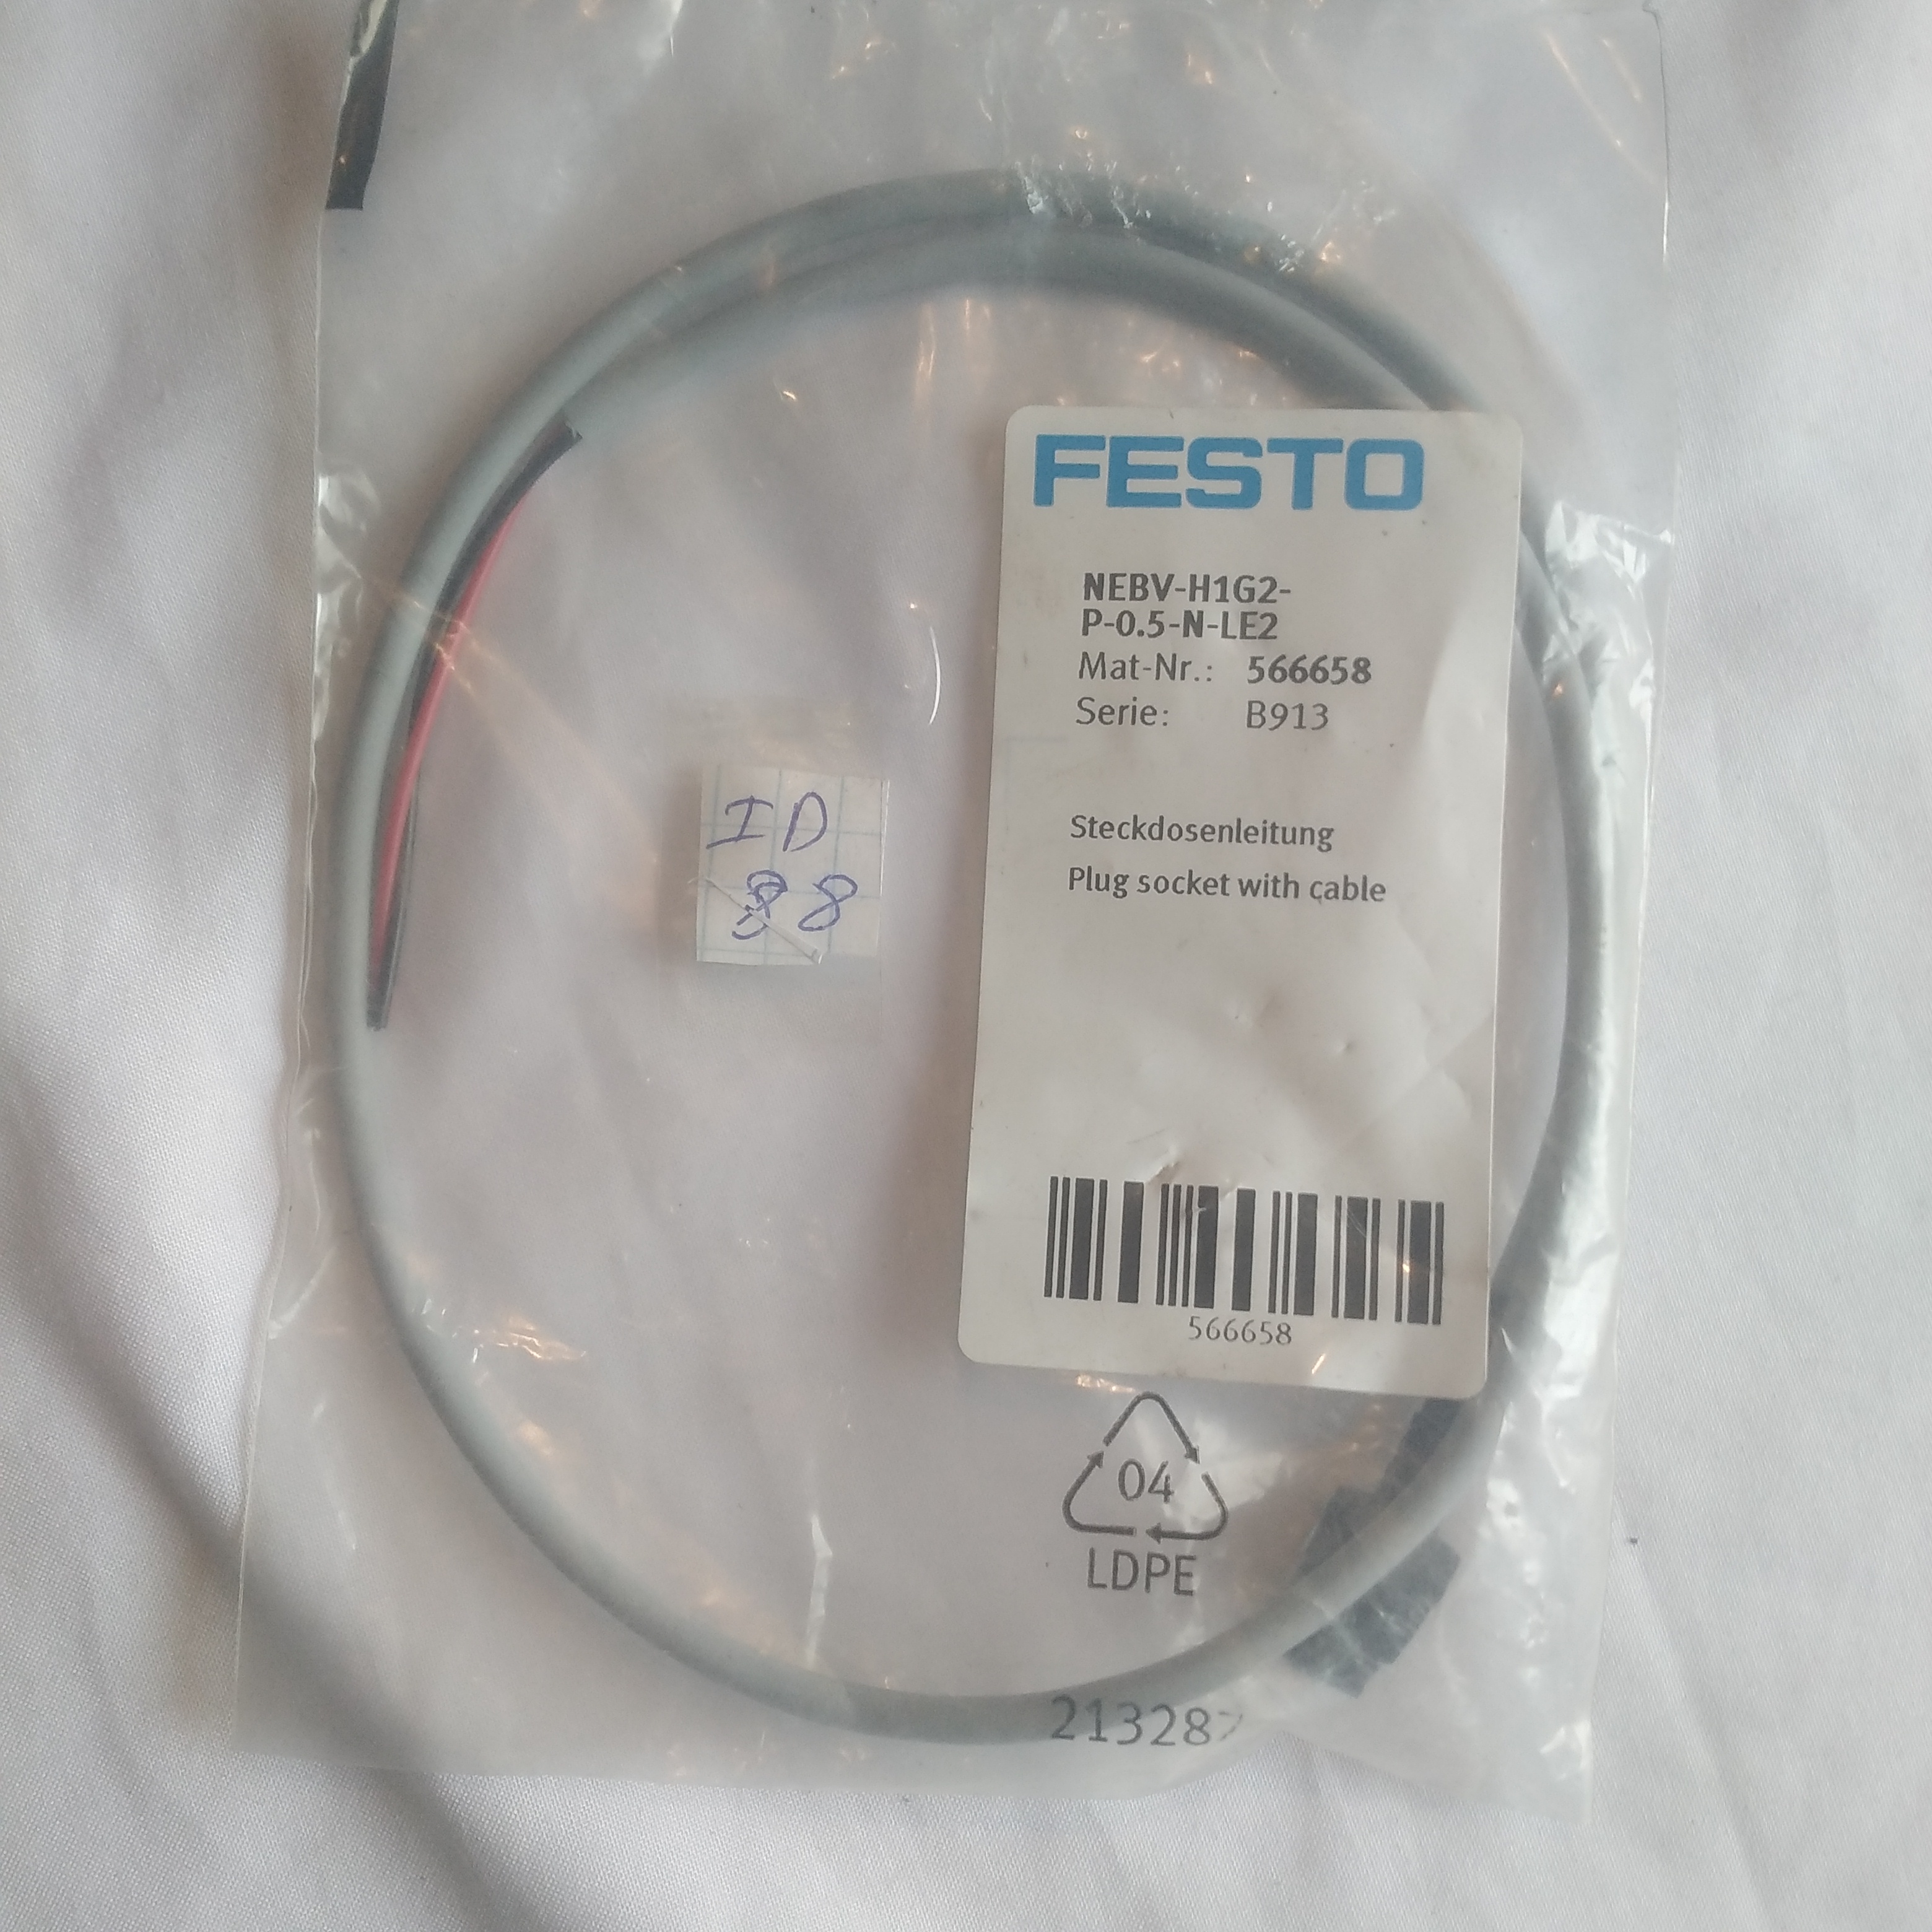 FESTO
NEBV-H1G2-
P-0.5-N-LE2
Mat-Nr.: 566658
Serie: B913
ID
88
Steckdosenleitung
Plug socket with cable
566658
04
LDPE
21328